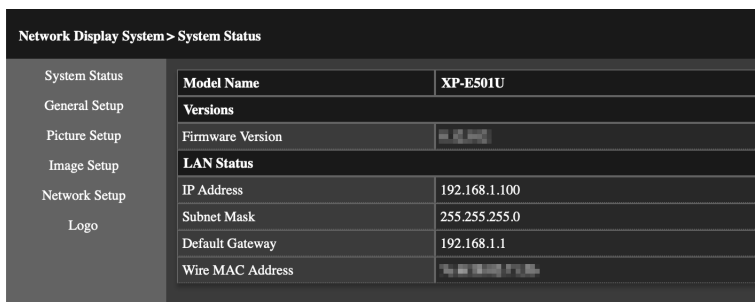 Network Display System> System Status
System Status
General Setup
Picture Setup
Image Setup
Network Setup
Logo
Model Name XP-E501U
Versions
Firmware Version
LAN Status
IP Address 192.168.1.100
Subnet Mask 255.255.255.0
Default Gateway 192.168.1.1
Wire MAC Address